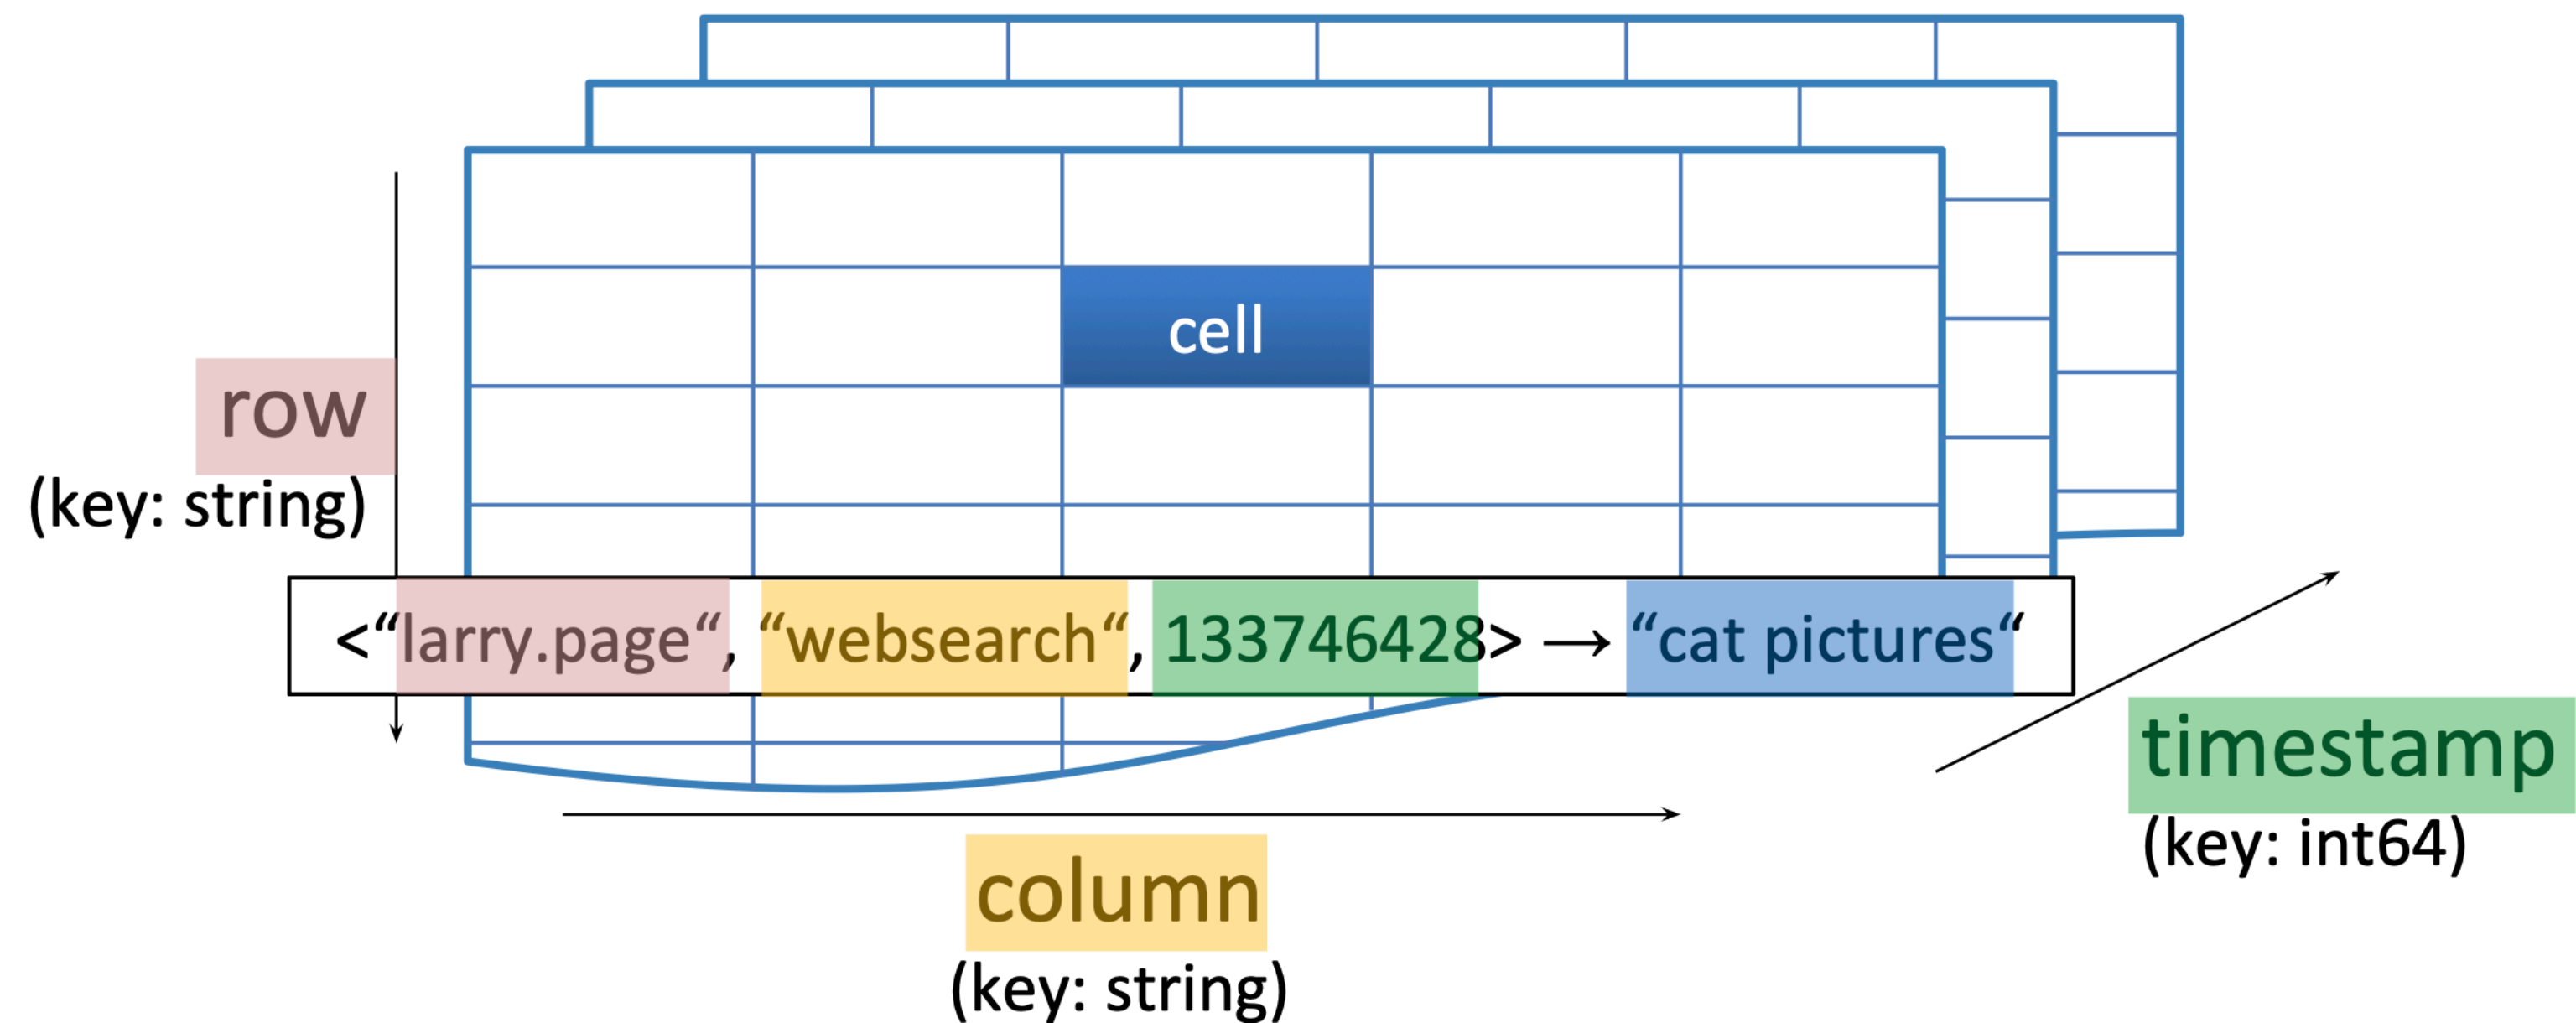 cell
row
(key: string)
<“larry.page“, “websearch“, 133746428> → “cat pictures“
timestamp
(key: int64)
column
(key: string)